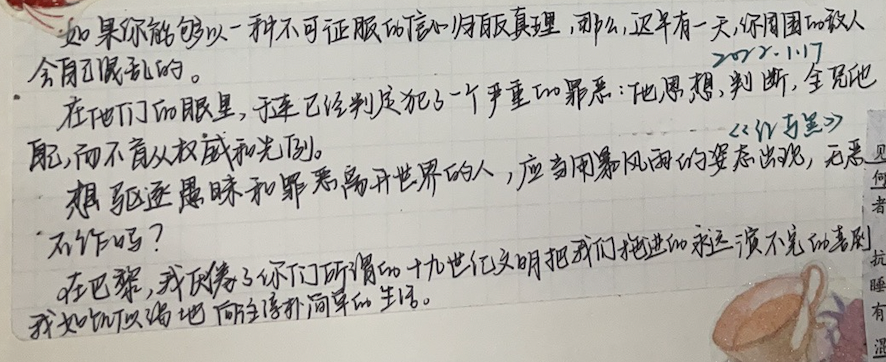 如果你能够以一种不可征服的信心归服真理，那么，迟早有一天，你周围的敌人
会自己混乱的。
2022.1.17
在他们的眼里，于连已经判定犯了一个严重的罪恶：他思想，判断，全凭他
自己，而不盲从权威和先例。
《红与黑》
想驱逐愚昧和罪恶离开世界的人，应当用暴风雨的姿态出现，无恶
不作吗？
在巴黎，我厌倦了你们所谓的十九世纪文明把我们拖进的永远演不完的喜剧
我如饥似渴地向往淳朴简单的生活。
见
何
者
抗
睡
有